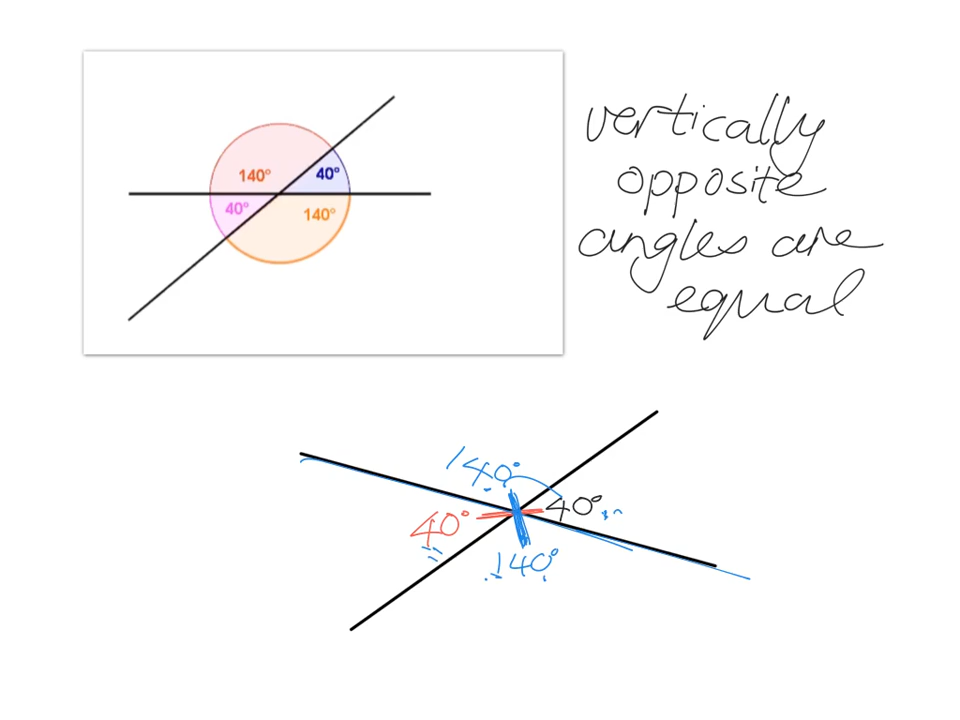 140° 40°
40° 140°
vertically
opposite
angles are
equal
140°
40° 40°
140°